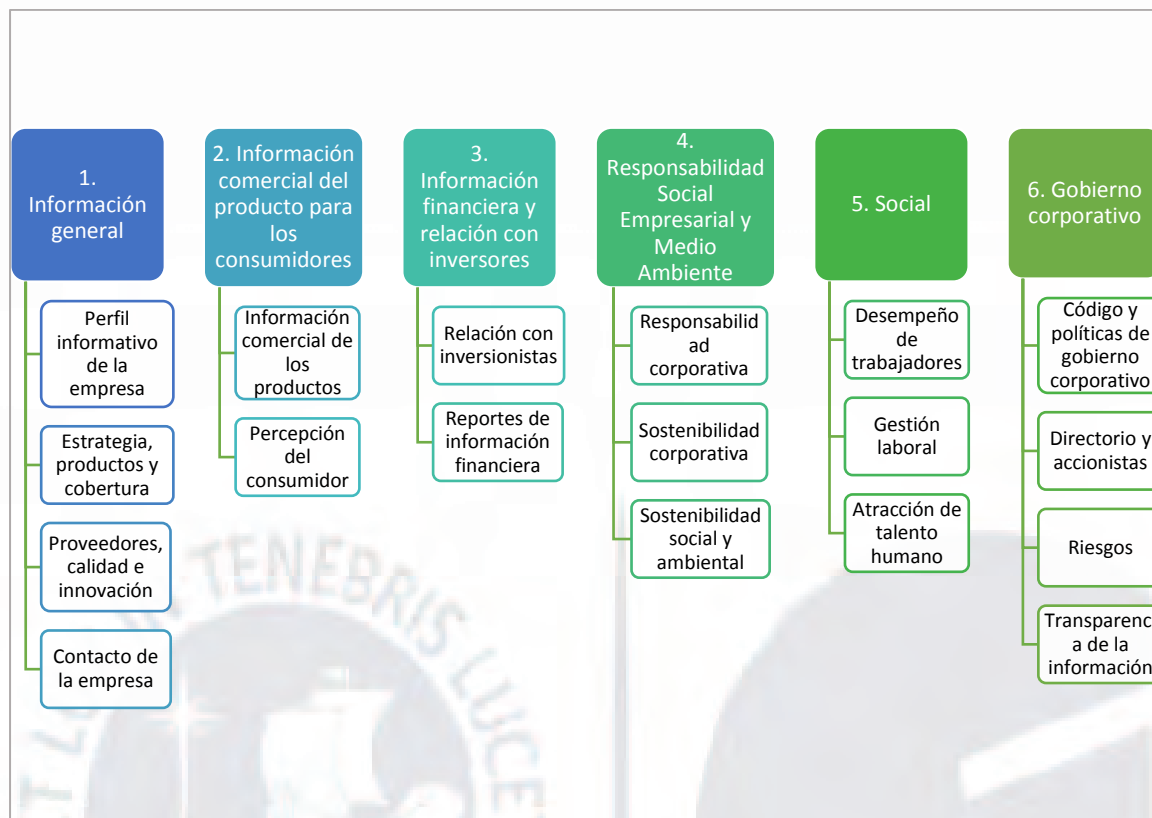 1.
Información
general
Perfil
informativo
de la
empresa
Estrategia,
productos y
cobertura
Proveedores,
calidad e
innovación
Contacto de
la empresa
2. Información
comercial del
producto para
los
consumidores
Información
comercial de
los
productos
Percepción
del
consumidor
3.
Información
financiera y
relación con
inversores
Relación con
inversionistas
Reportes de
información
financiera
4.
Responsabilidad
Social
Empresarial y
Medio
Ambiente
Responsabilid
ad
corporativa
Sostenibilidad
corporativa
Sostenibilidad
social y
ambiental
5. Social
Desempeño
de
trabajadores
Gestión
laboral
Atracción de
talento
humano
6. Gobierno
corporativo
Código y
políticas de
gobierno
corporativo
Directorio y
accionistas
Riesgos
Transparenci
a de la
información
TENEBRIS